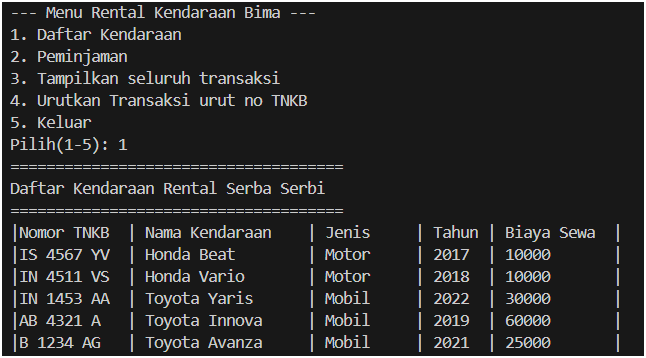 --- Menu Rental Kendaraan Bima ---
1. Daftar Kendaraan
2. Peminjaman
3. Tampilkan seluruh transaksi
4. Urutkan Transaksi urut no TNKB
5. Keluar
Pilih(1-5): 1
=====================================
Daftar Kendaraan Rental Serba Serbi
=====================================
|Nomor TNKB  | Nama Kendaraan    | Jenis     | Tahun | Biaya Sewa  |
|IS 4567 YV  | Honda Beat        | Motor     | 2017  | 10000       |
|IN 4511 VS  | Honda Vario       | Motor     | 2018  | 10000       |
|IN 1453 AA  | Toyota Yaris      | Mobil     | 2022  | 30000       |
|AB 4321 A   | Toyota Innova     | Mobil     | 2019  | 60000       |
|B 1234 AG   | Toyota Avanza     | Mobil     | 2021  | 25000       |